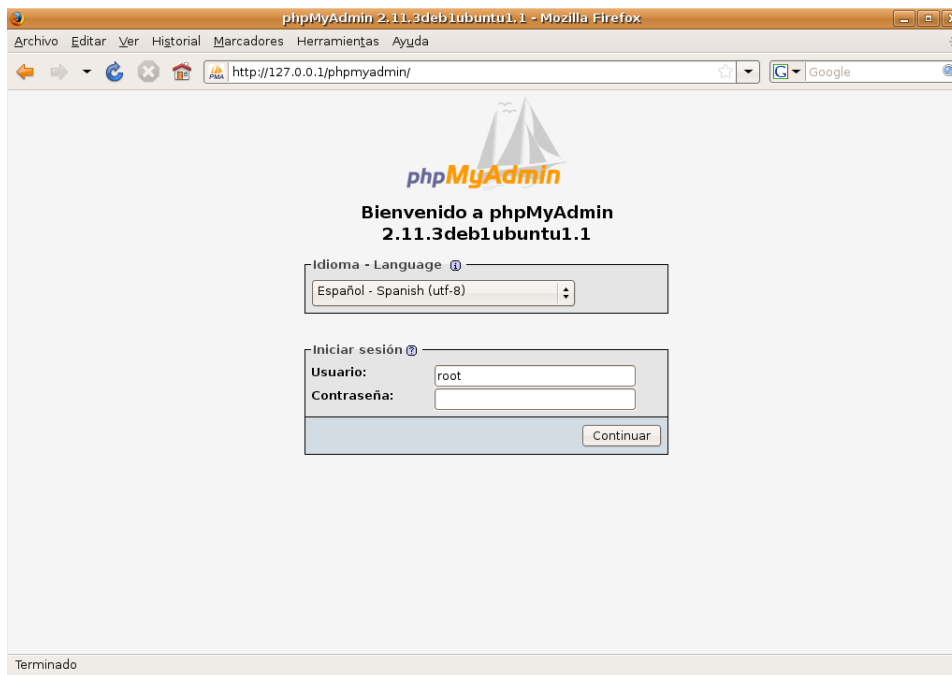 phpMyAdmin 2.11.3deb1ubuntu1.1 - Mozilla Firefox
Archivo Editar Ver Historial Marcadores Herramientas Ayuda
PMA http://127.0.0.1/phpmyadmin/ G Google
phpMyAdmin
Bienvenido a phpMyAdmin
2.11.3deb1ubuntu1.1
Idioma - Language
Español - Spanish (utf-8)
Iniciar sesión
Usuario: root
Contraseña:
Continuar
Terminado